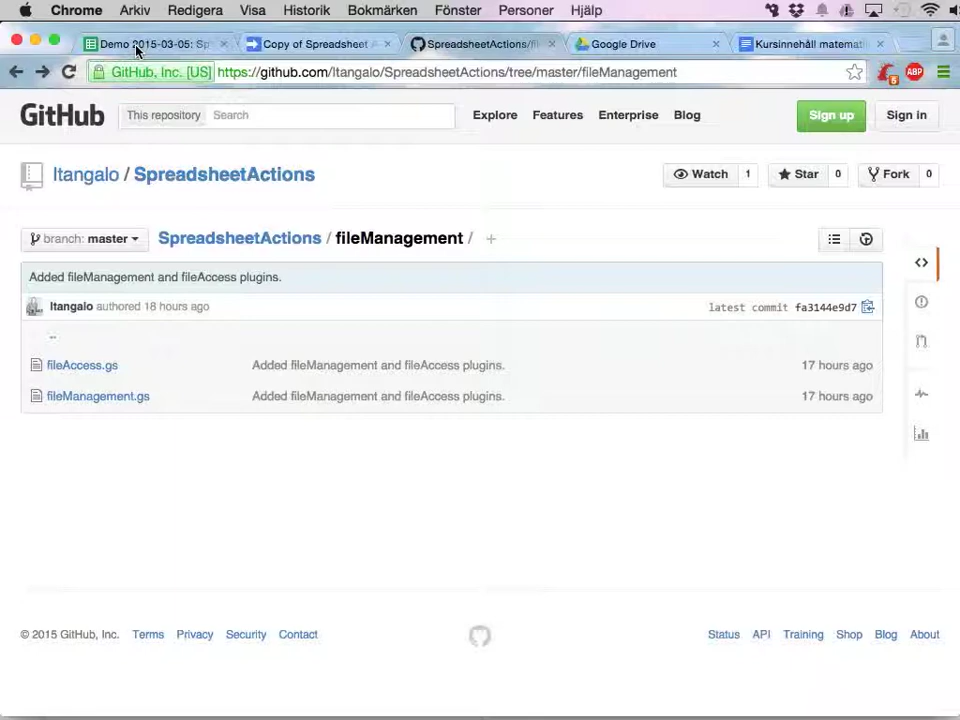 Chrome Arkiv Redigera Visa Historik Bokmärken Fönster Personer Hjälp
Demo 2015-03-05: Sp Copy of Spreadsheet A SpreadsheetActions/fil Google Drive Kursinnehåll matemati
GitHub, Inc. [US] https://github.com/Itangalo/SpreadsheetActions/tree/master/fileManagement
ABP
GitHub This repository Search Explore Features Enterprise Blog Sign up Sign in
Itangalo / SpreadsheetActions Watch 1 Star 0 Fork 0
branch: master SpreadsheetActions / fileManagement / +
Added fileManagement and fileAccess plugins.
Itangalo authored 18 hours ago latest commit fa3144e9d7
..
fileAccess.gs Added fileManagement and fileAccess plugins. 17 hours ago
fileManagement.gs Added fileManagement and fileAccess plugins. 17 hours ago
© 2015 GitHub, Inc. Terms Privacy Security Contact Status API Training Shop Blog About